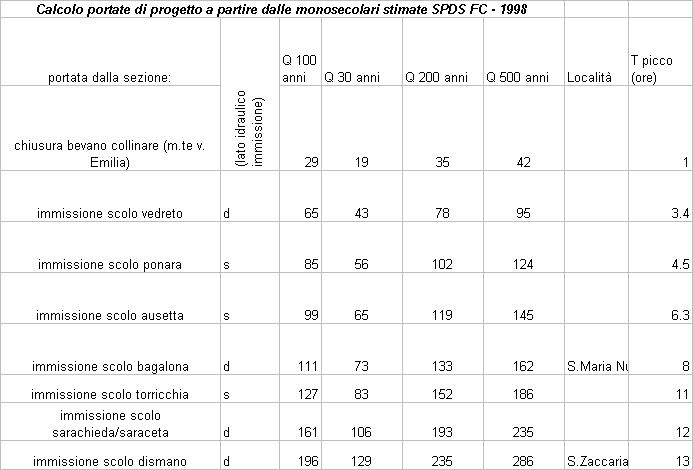 Calcolo portate di progetto a partire dalle monosecolari stimate SPDS FC - 1998
portata dalla sezione: (lato idraulico immissione) Q 100 anni Q 30 anni Q 200 anni Q 500 anni Località T picco (ore)
chiusura bevano collinare (m.te v. Emilia) 29 19 35 42 1
immissione scolo vedreto d 65 43 78 95 3.4
immissione scolo ponara s 85 56 102 124 4.5
immissione scolo ausetta s 99 65 119 145 6.3
immissione scolo bagalona d 111 73 133 162 S.Maria Nu 8
immissione scolo torricchia s 127 83 152 186 11
immissione scolo sarachieda/saraceta d 161 106 193 235 12
immissione scolo dismano d 196 129 235 286 S.Zaccaria 13